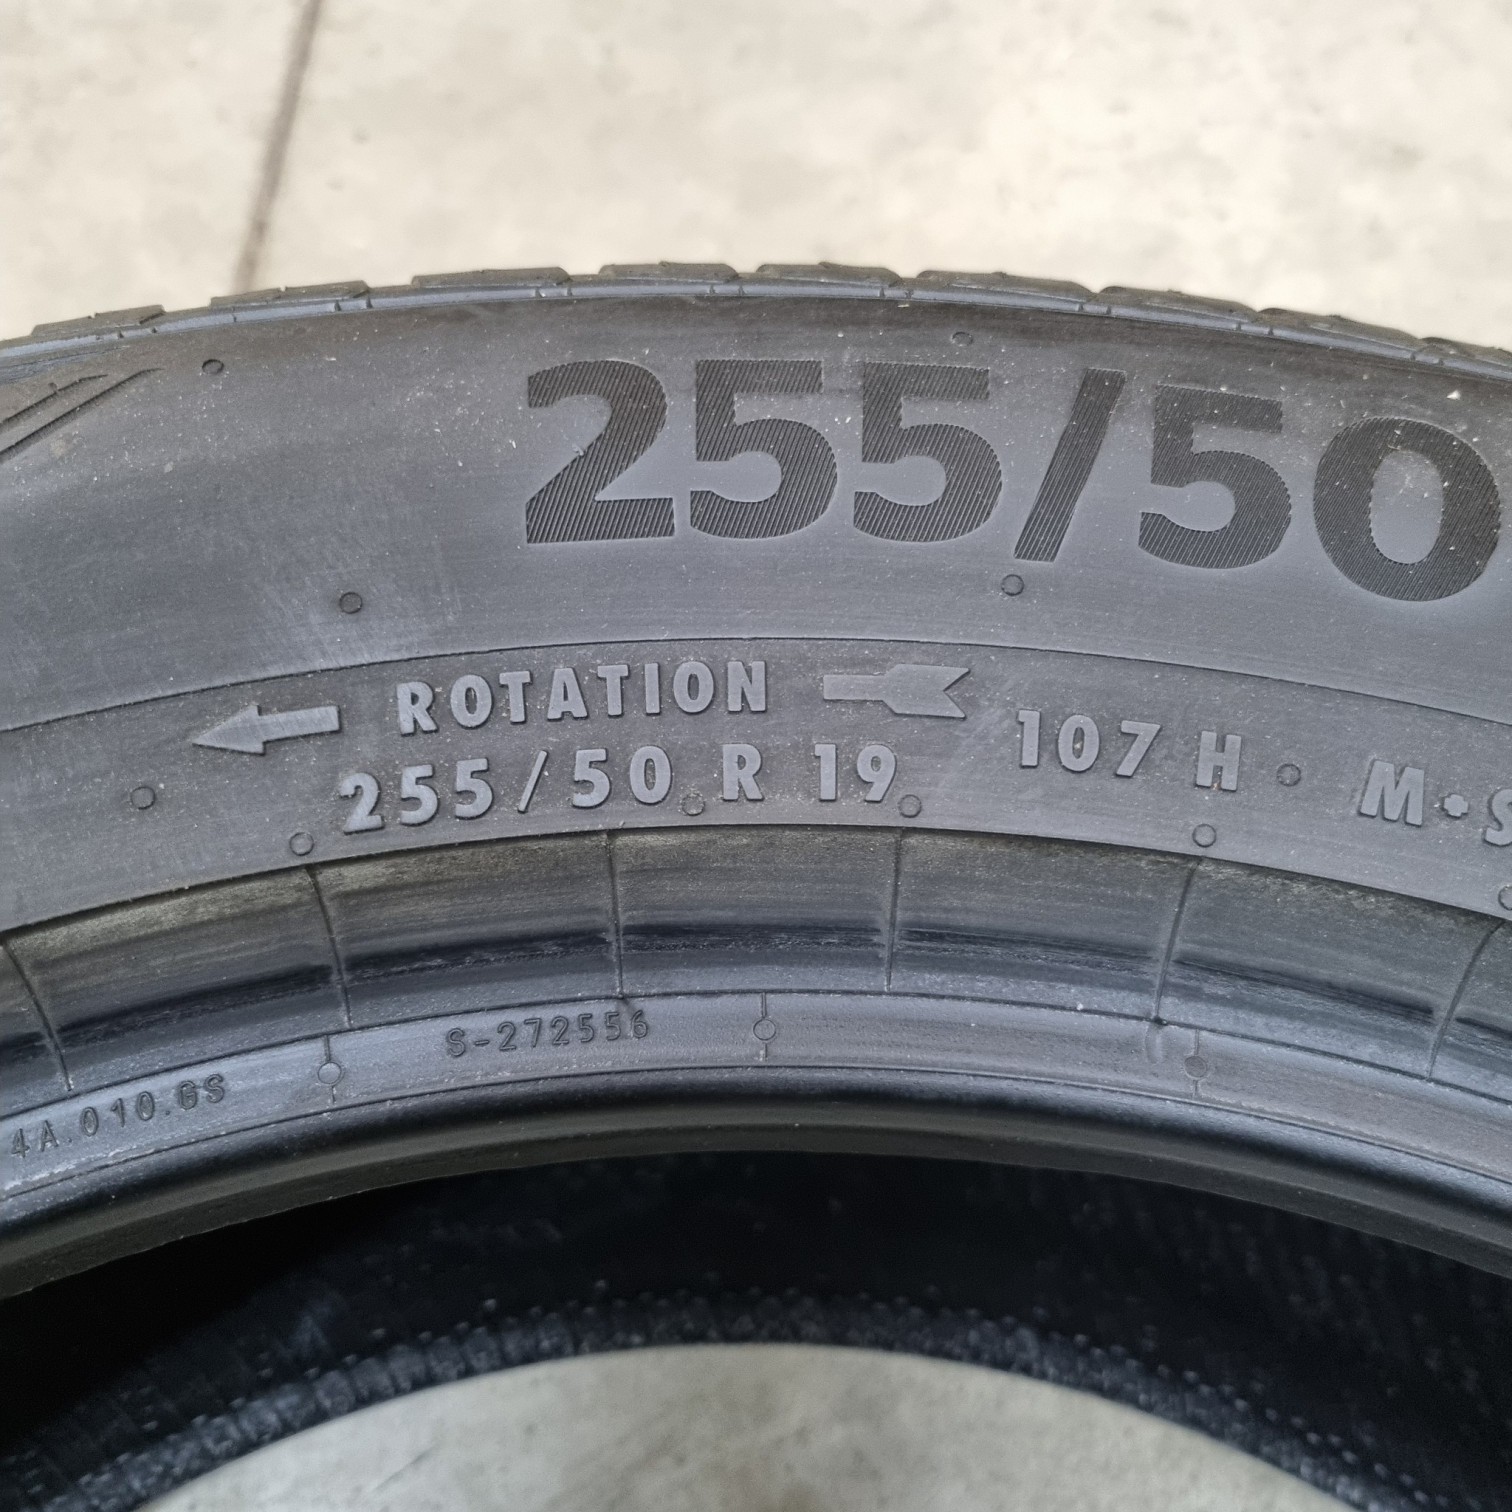 255/50
ROTATION
255/50 R 19 107 H M+S
S-272556
4A.010.GS